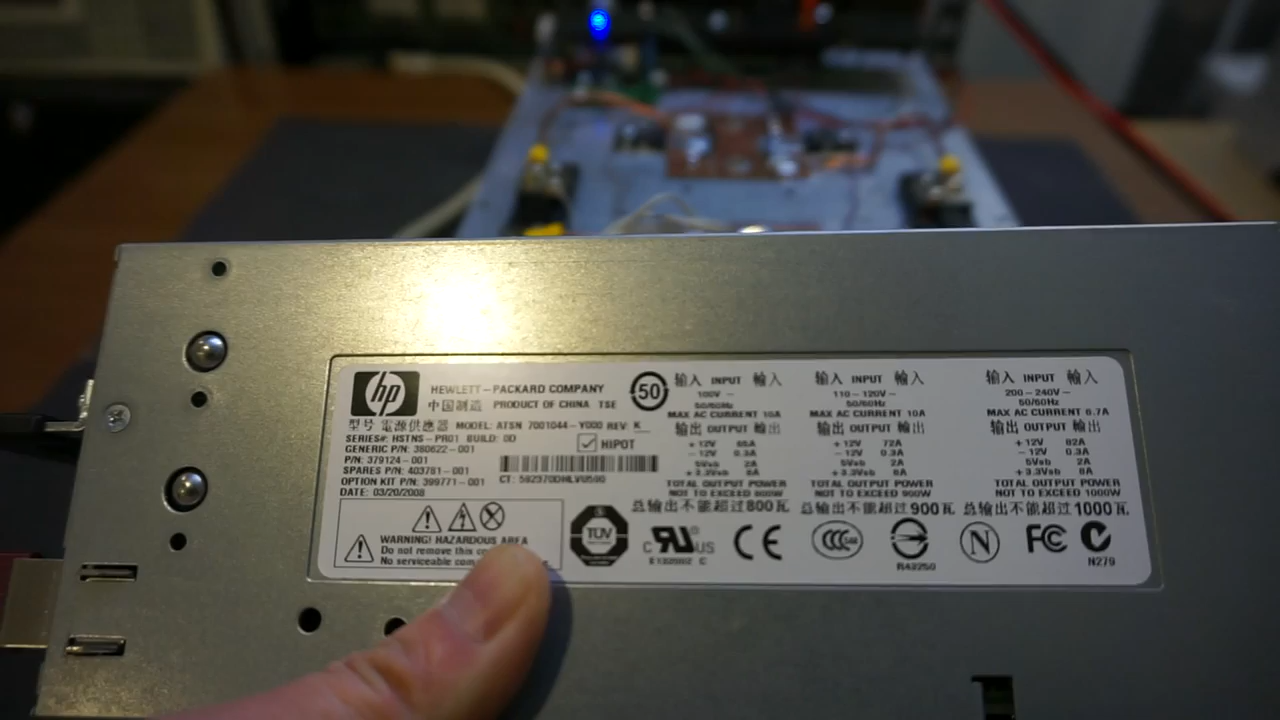 hp
HEWLETT-PACKARD COMPANY
中国制造 PRODUCT OF CHINA TSE
型号 電源供應器 MODEL: ATSN 7001044-Y000 REV: K
SERIES#: HSTNS-PR01 BUILD: 0D
GENERIC P/N: 380622-001
P/N: 379124-001
SPARES P/N: 403781-001
OPTION KIT P/N: 399771-001
DATE: 03/20/2008
HIPOT
WARNING! HAZARDOUS AREA
Do not remove this
No serviceable
50
输入 INPUT 輸入
100V ~
50/60Hz
MAX AC CURRENT 10A
输出 OUTPUT 輸出
+12V
-12V 0.3A
5Vsb 2A
+3.3Vsb
TOTAL OUTPUT POWER
NOT TO EXCEED 800W
总输出不能超过800瓦
输入 INPUT 輸入
110-120V~
50/60Hz
MAX AC CURRENT 10A
输出 OUTPUT 輸出
+12V 72A
-12V 0.3A
5Vsb 2A
+3.3Vsb
TOTAL OUTPUT POWER
NOT TO EXCEED 900W
总输出不能超过900瓦
输入 INPUT 輸入
200-240V~
50/60Hz
MAX AC CURRENT 6.7A
输出 OUTPUT 輸出
+12V 82A
-12V 0.3A
5Vsb 2A
+3.3Vsb
TOTAL OUTPUT POWER
NOT TO EXCEED 1000W
总输出不能超过1000瓦
TÜV
C RU US
CE
CCC
N
FC
N279